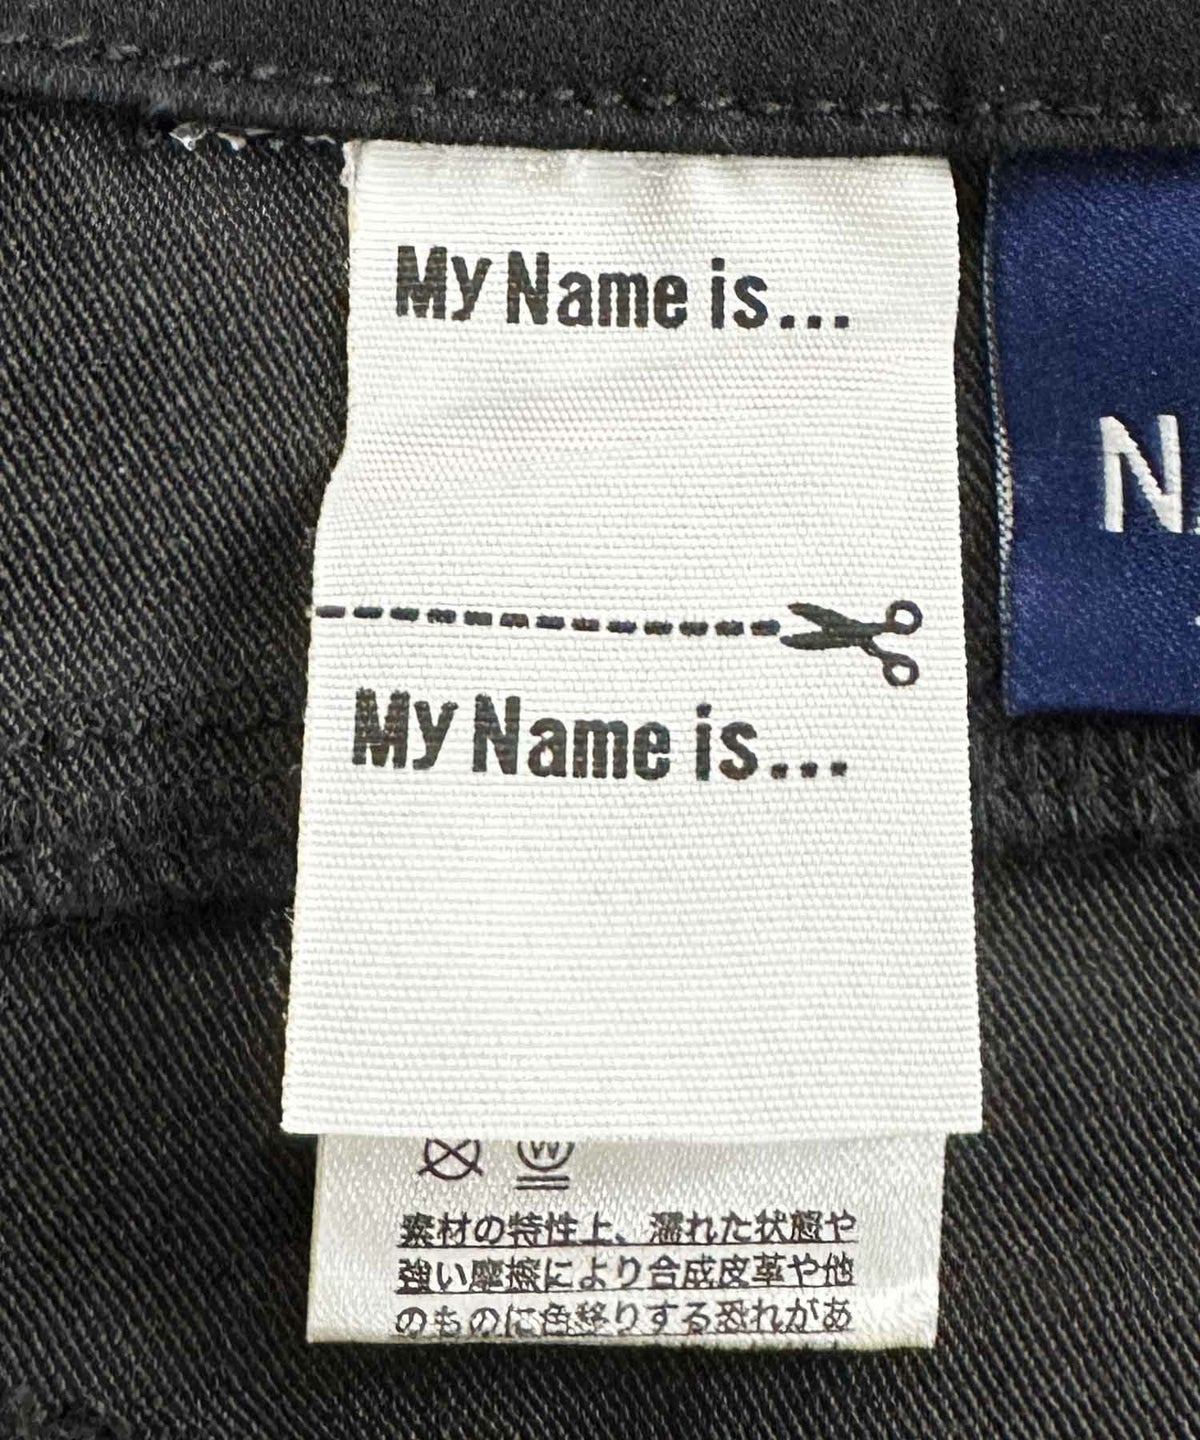 My Name is...
My Name is...
W
素材の特性上、濡れた状態や
強い摩擦により合成皮革や他
のものに色移りする恐れがあ